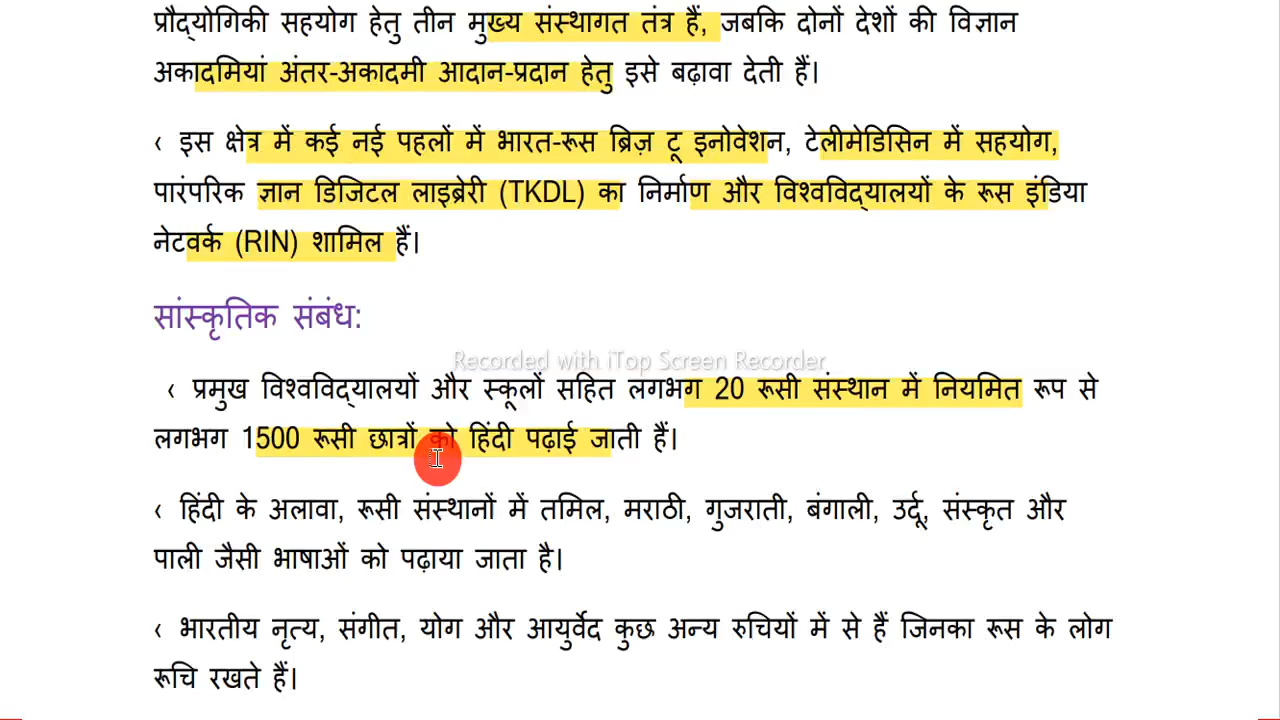 प्रौद्योगिकी सहयोग हेतु तीन मुख्य संस्थागत तंत्र हैं, जबकि दोनों देशों की विज्ञान
अकादमियां अंतर-अकादमी आदान-प्रदान हेतु इसे बढ़ावा देती हैं।
‹ इस क्षेत्र में कई नई पहलों में भारत-रूस ब्रिज़ टू इनोवेशन, टेलीमेडिसिन में सहयोग,
पारंपरिक ज्ञान डिजिटल लाइब्रेरी (TKDL) का निर्माण और विश्वविद्यालयों के रूस इंडिया
नेटवर्क (RIN) शामिल हैं।
सांस्कृतिक संबंध:
Recorded with iTop Screen Recorder
‹ प्रमुख विश्वविद्यालयों और स्कूलों सहित लगभग 20 रूसी संस्थान में नियमित रूप से
लगभग 1500 रूसी छात्रों को हिंदी पढ़ाई जाती हैं।
‹ हिंदी के अलावा, रूसी संस्थानों में तमिल, मराठी, गुजराती, बंगाली, उर्दू, संस्कृत और
पाली जैसी भाषाओं को पढ़ाया जाता है।
‹ भारतीय नृत्य, संगीत, योग और आयुर्वेद कुछ अन्य रुचियों में से हैं जिनका रूस के लोग
रूचि रखते हैं।